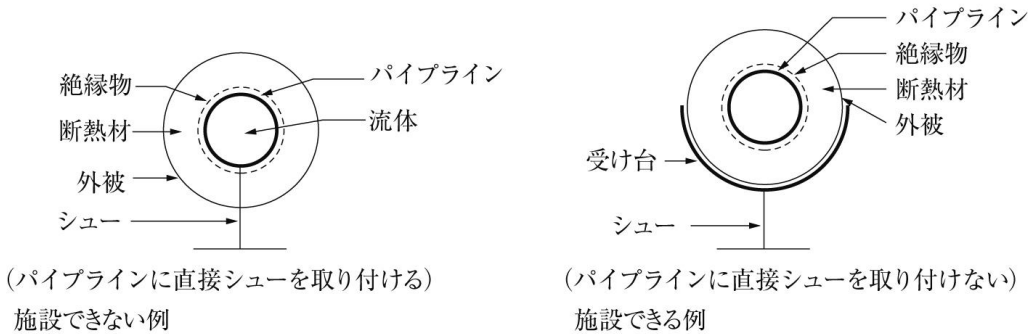 絶縁物
パイプライン
断熱材
流体
外被
シュー
(パイプラインに直接シューを取り付ける)
施設できない例
パイプライン
絶縁物
断熱材
外被
受け台
シュー
(パイプラインに直接シューを取り付けない)
施設できる例